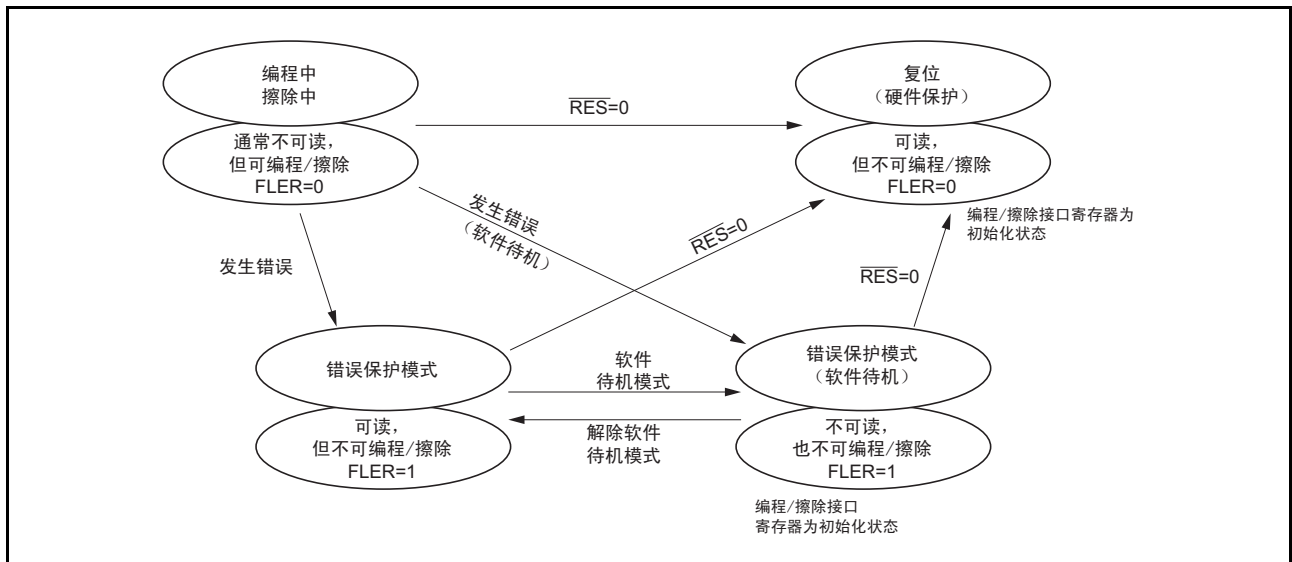 编程中
擦除中
通常不可读，
但可编程/擦除
FLER=0
RES=0
复位
（硬件保护）
可读，
但不可编程/擦除
FLER=0
编程/擦除接口寄存器为
初始化状态
发生错误
发生错误
（软件待机）
RES=0
RES=0
错误保护模式
可读，
但不可编程/擦除
FLER=1
软件
待机模式
解除软件
待机模式
错误保护模式
（软件待机）
不可读，
也不可编程/擦除
FLER=1
编程/擦除接口
寄存器为初始化状态